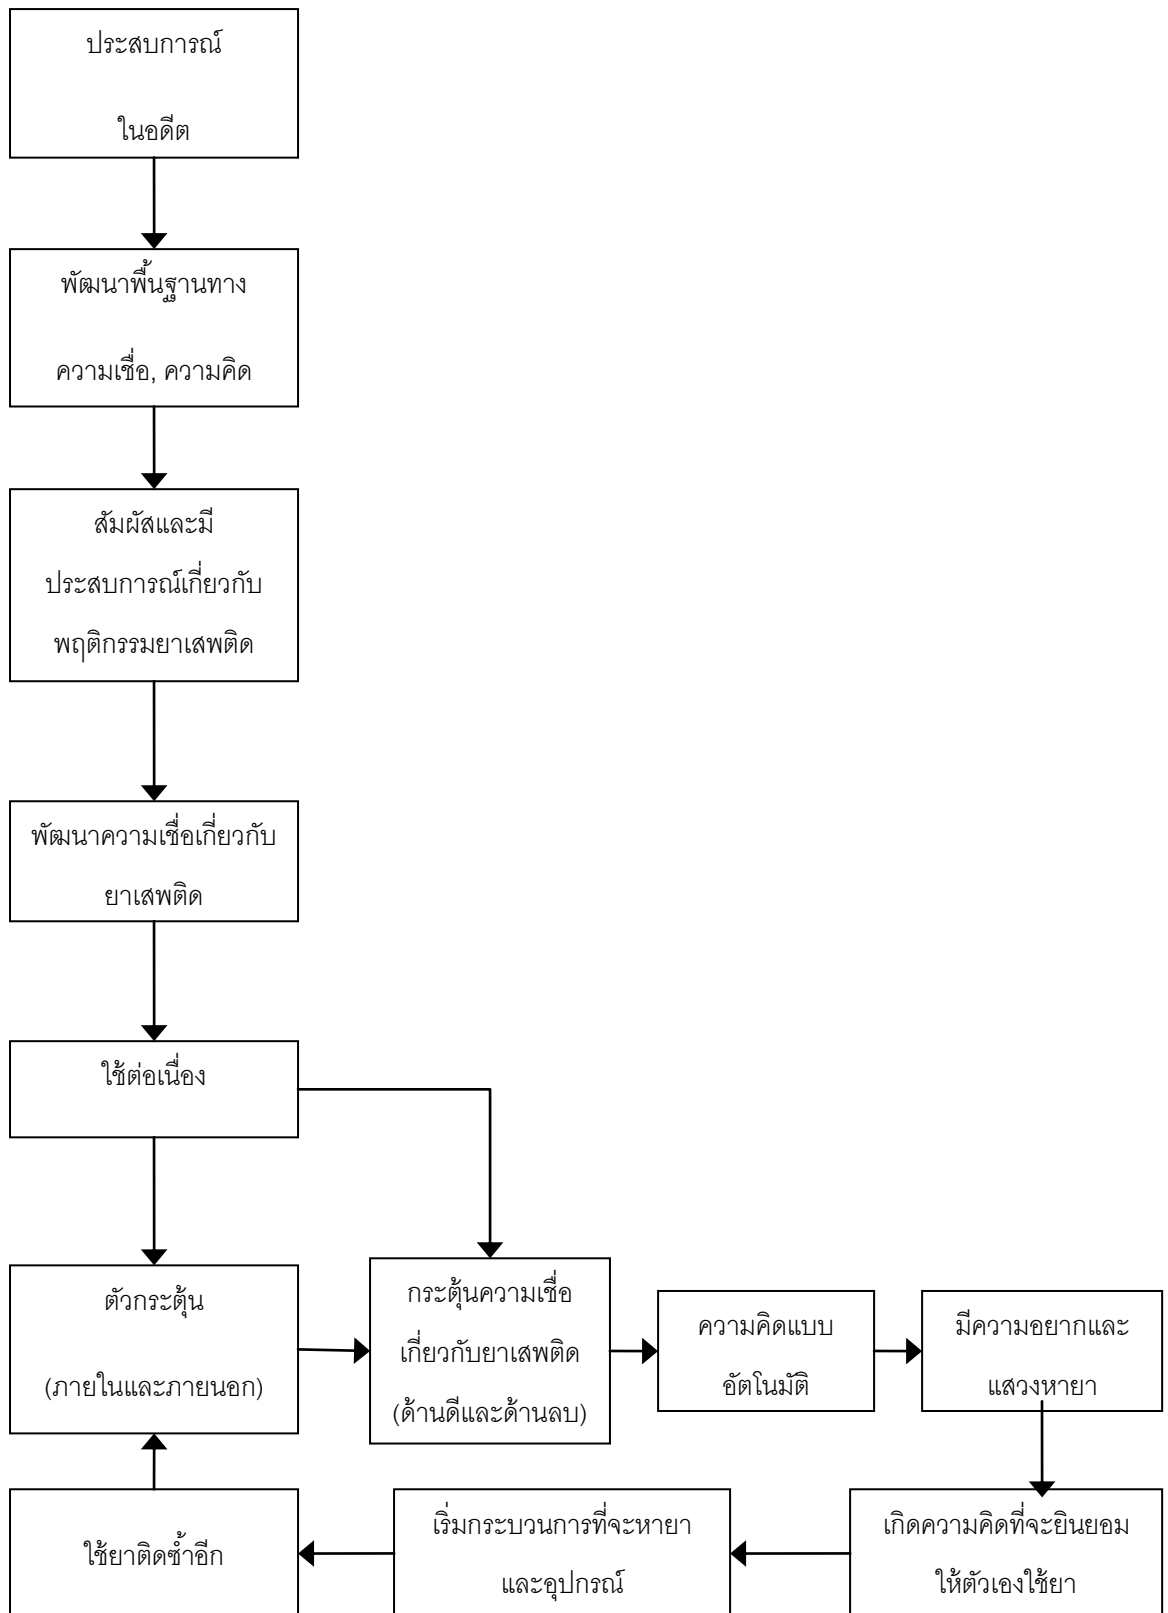 ประสบการณ์
ในอดีต
พัฒนาพื้นฐานทาง
ความเชื่อ, ความคิด
สัมผัสและมี
ประสบการณ์เกี่ยวกับ
พฤติกรรมยาเสพติด
พัฒนาความเชื่อเกี่ยวกับ
ยาเสพติด
ใช้ต่อเนื่อง
ตัวกระตุ้น
(ภายในและภายนอก)
กระตุ้นความเชื่อ
เกี่ยวกับยาเสพติด
(ด้านดีและด้านลบ)
ความคิดแบบ
อัตโนมัติ
มีความอยากและ
แสวงหายา
เกิดความคิดที่จะยินยอม
ให้ตัวเองใช้ยา
เริ่มกระบวนการที่จะหายา
และอุปกรณ์
ใช้ยาติดซ้ำอีก